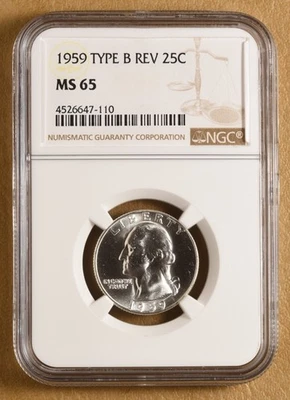 1959 TYPE B REV 25C
MS 65
4526647-110
NUMISMATIC GUARANTY CORPORATION
NGC®
LIBERTY
IN GOD WE
TRUST
1959